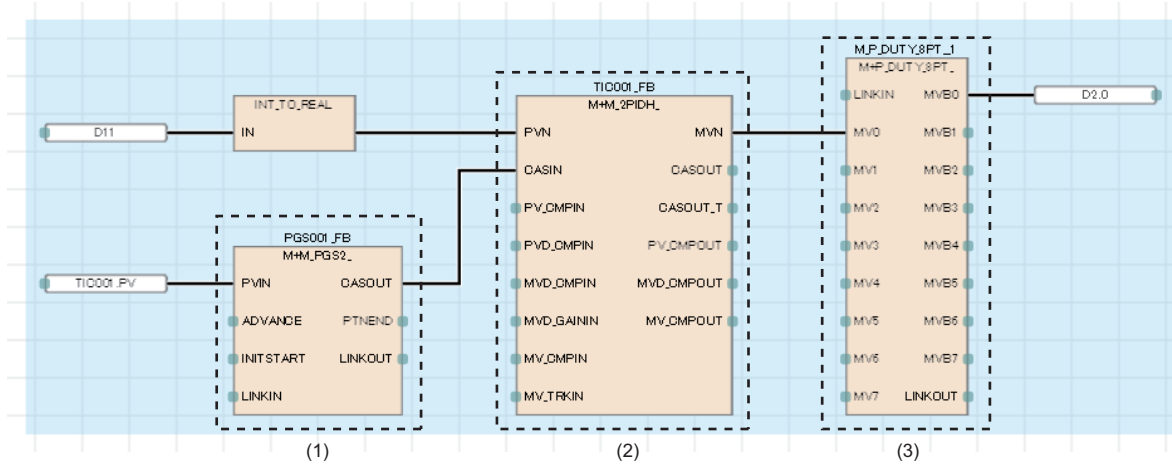 D11
INT_TO_REAL
IN
TIC001.PV
PGS001_FB
M+M_PGS2_
PVIN CASOUT
ADVANCE PTNEND
INITSTART LINKOUT
LINKIN
(1)
TIC001_FB
M+M_2PIDH_
PVN MVN
CASIN CASOUT
PV_CMPIN CASOUT_T
PVD_CMPIN PV_CMPOUT
MVD_CMPIN MVD_CMPOUT
MVD_GAININ MV_CMPOUT
MV_CMPIN
MV_TRKIN
(2)
M_P_DUTY_8PT_1
M+P_DUTY_8PT_
LINKIN MVB0
MV0 MVB1
MV1 MVB2
MV2 MVB3
MV3 MVB4
MV4 MVB5
MV5 MVB6
MV6 MVB7
MV7 LINKOUT
(3)
D2.0